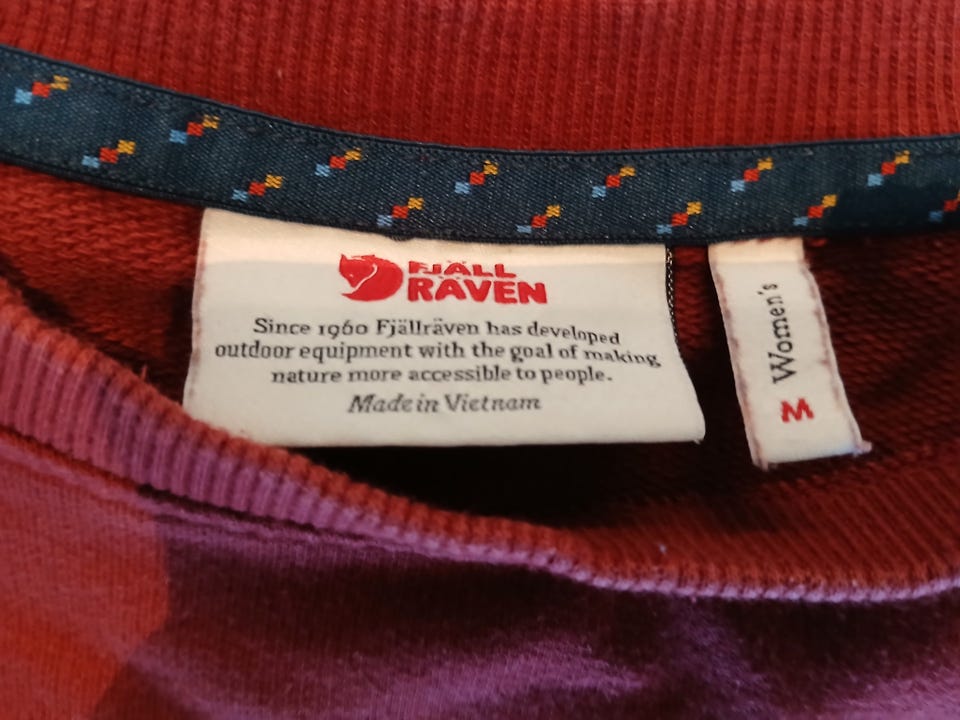 FJÄLL
RÄVEN
Since 1960 Fjällräven has developed
outdoor equipment with the goal of making
nature more accessible to people.
Made in Vietnam
Women's
M